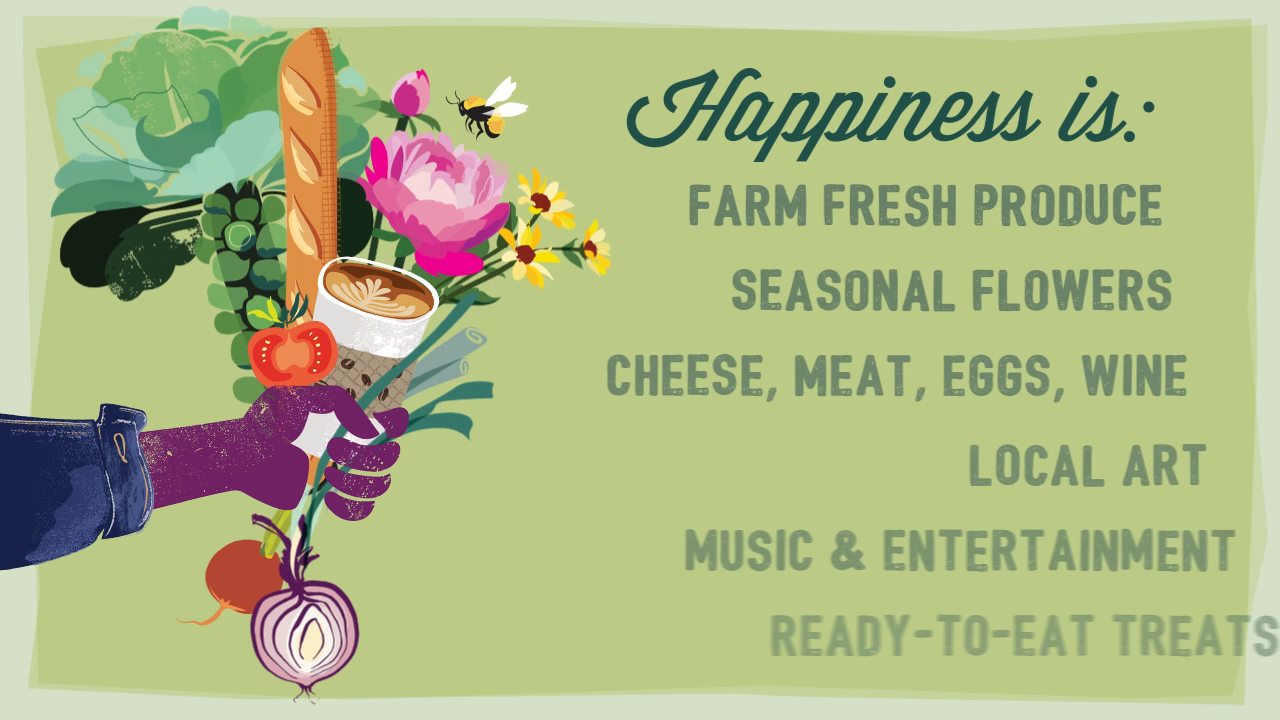 Happiness is:
FARM FRESH PRODUCE
SEASONAL FLOWERS
CHEESE, MEAT, EGGS, WINE
LOCAL ART
MUSIC & ENTERTAINMENT
READY-TO-EAT TREATS